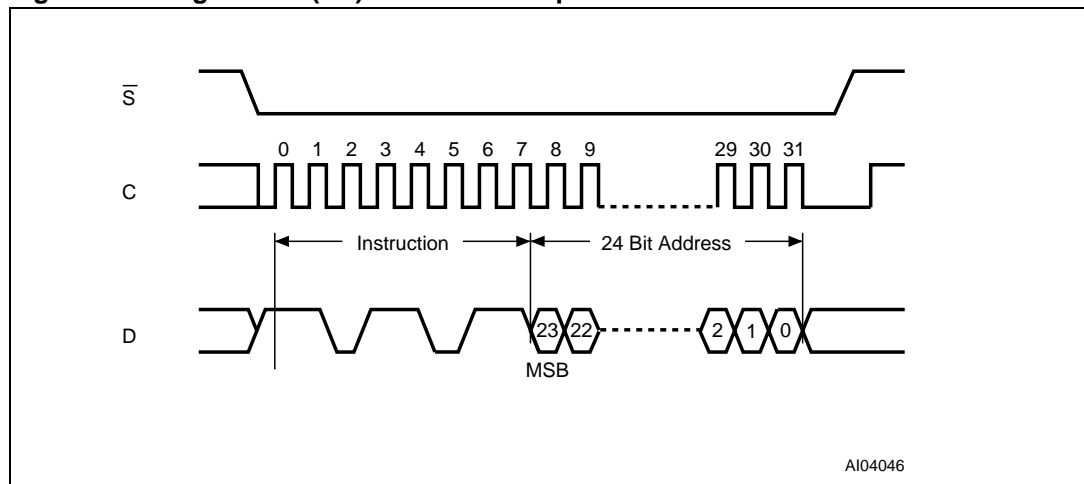 S̅
0 1 2 3 4 5 6 7 8 9 29 30 31
C
Instruction 24 Bit Address
D
23 22 2 1 0
MSB
AI04046